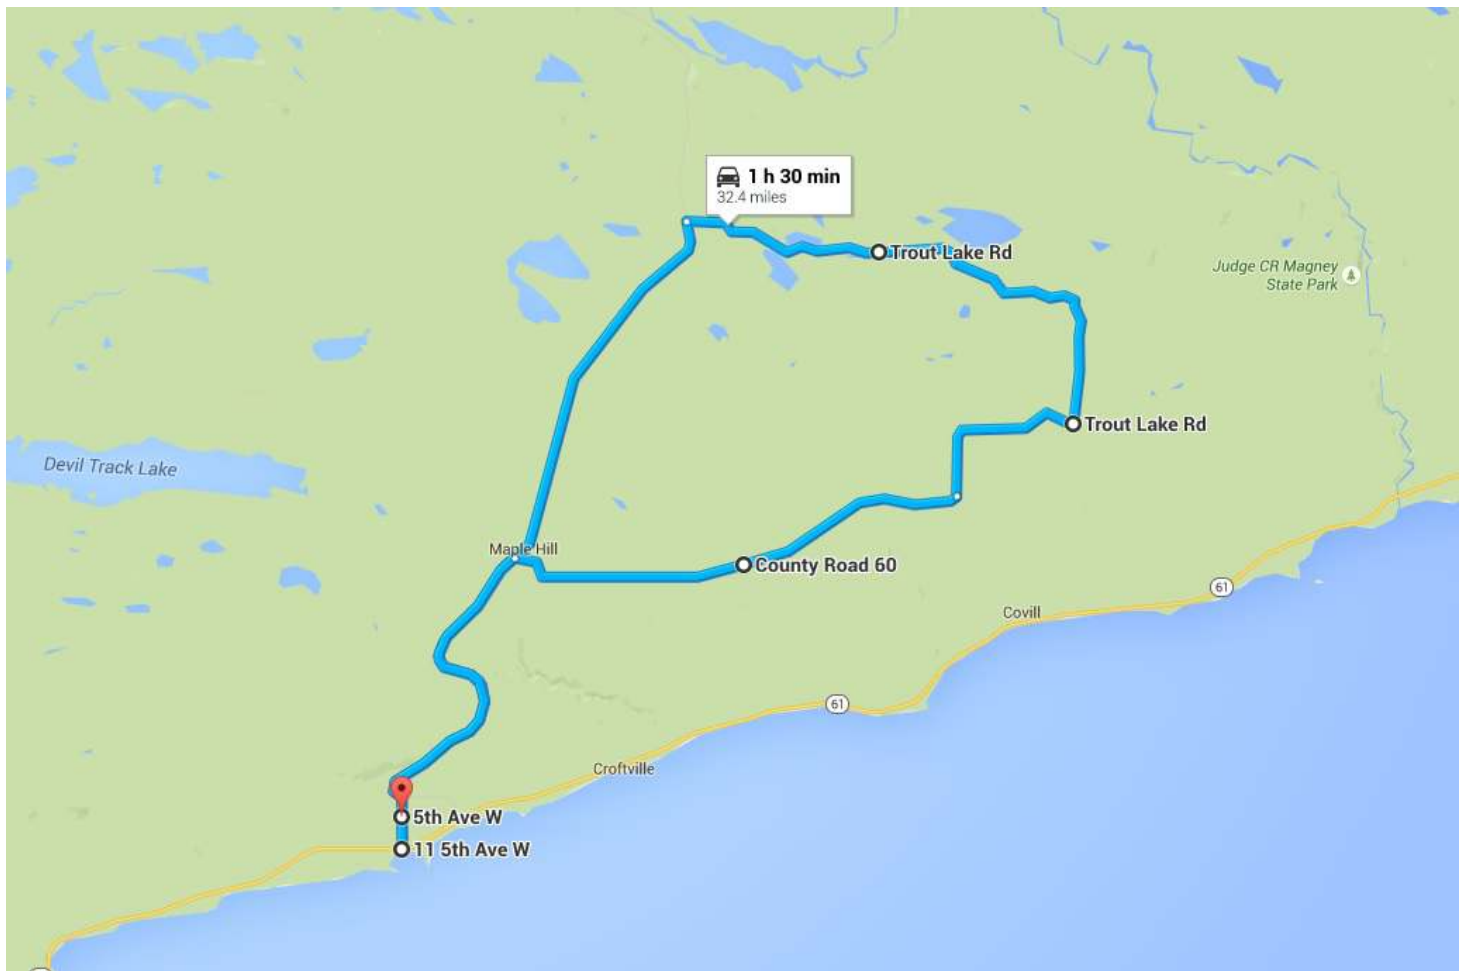 1 h 30 min
32.4 miles
Trout Lake Rd
Judge CR Magney
State Park
Trout Lake Rd
Devil Track Lake
Maple Hill
County Road 60
61
Covill
61
Croftville
5th Ave W
11 5th Ave W